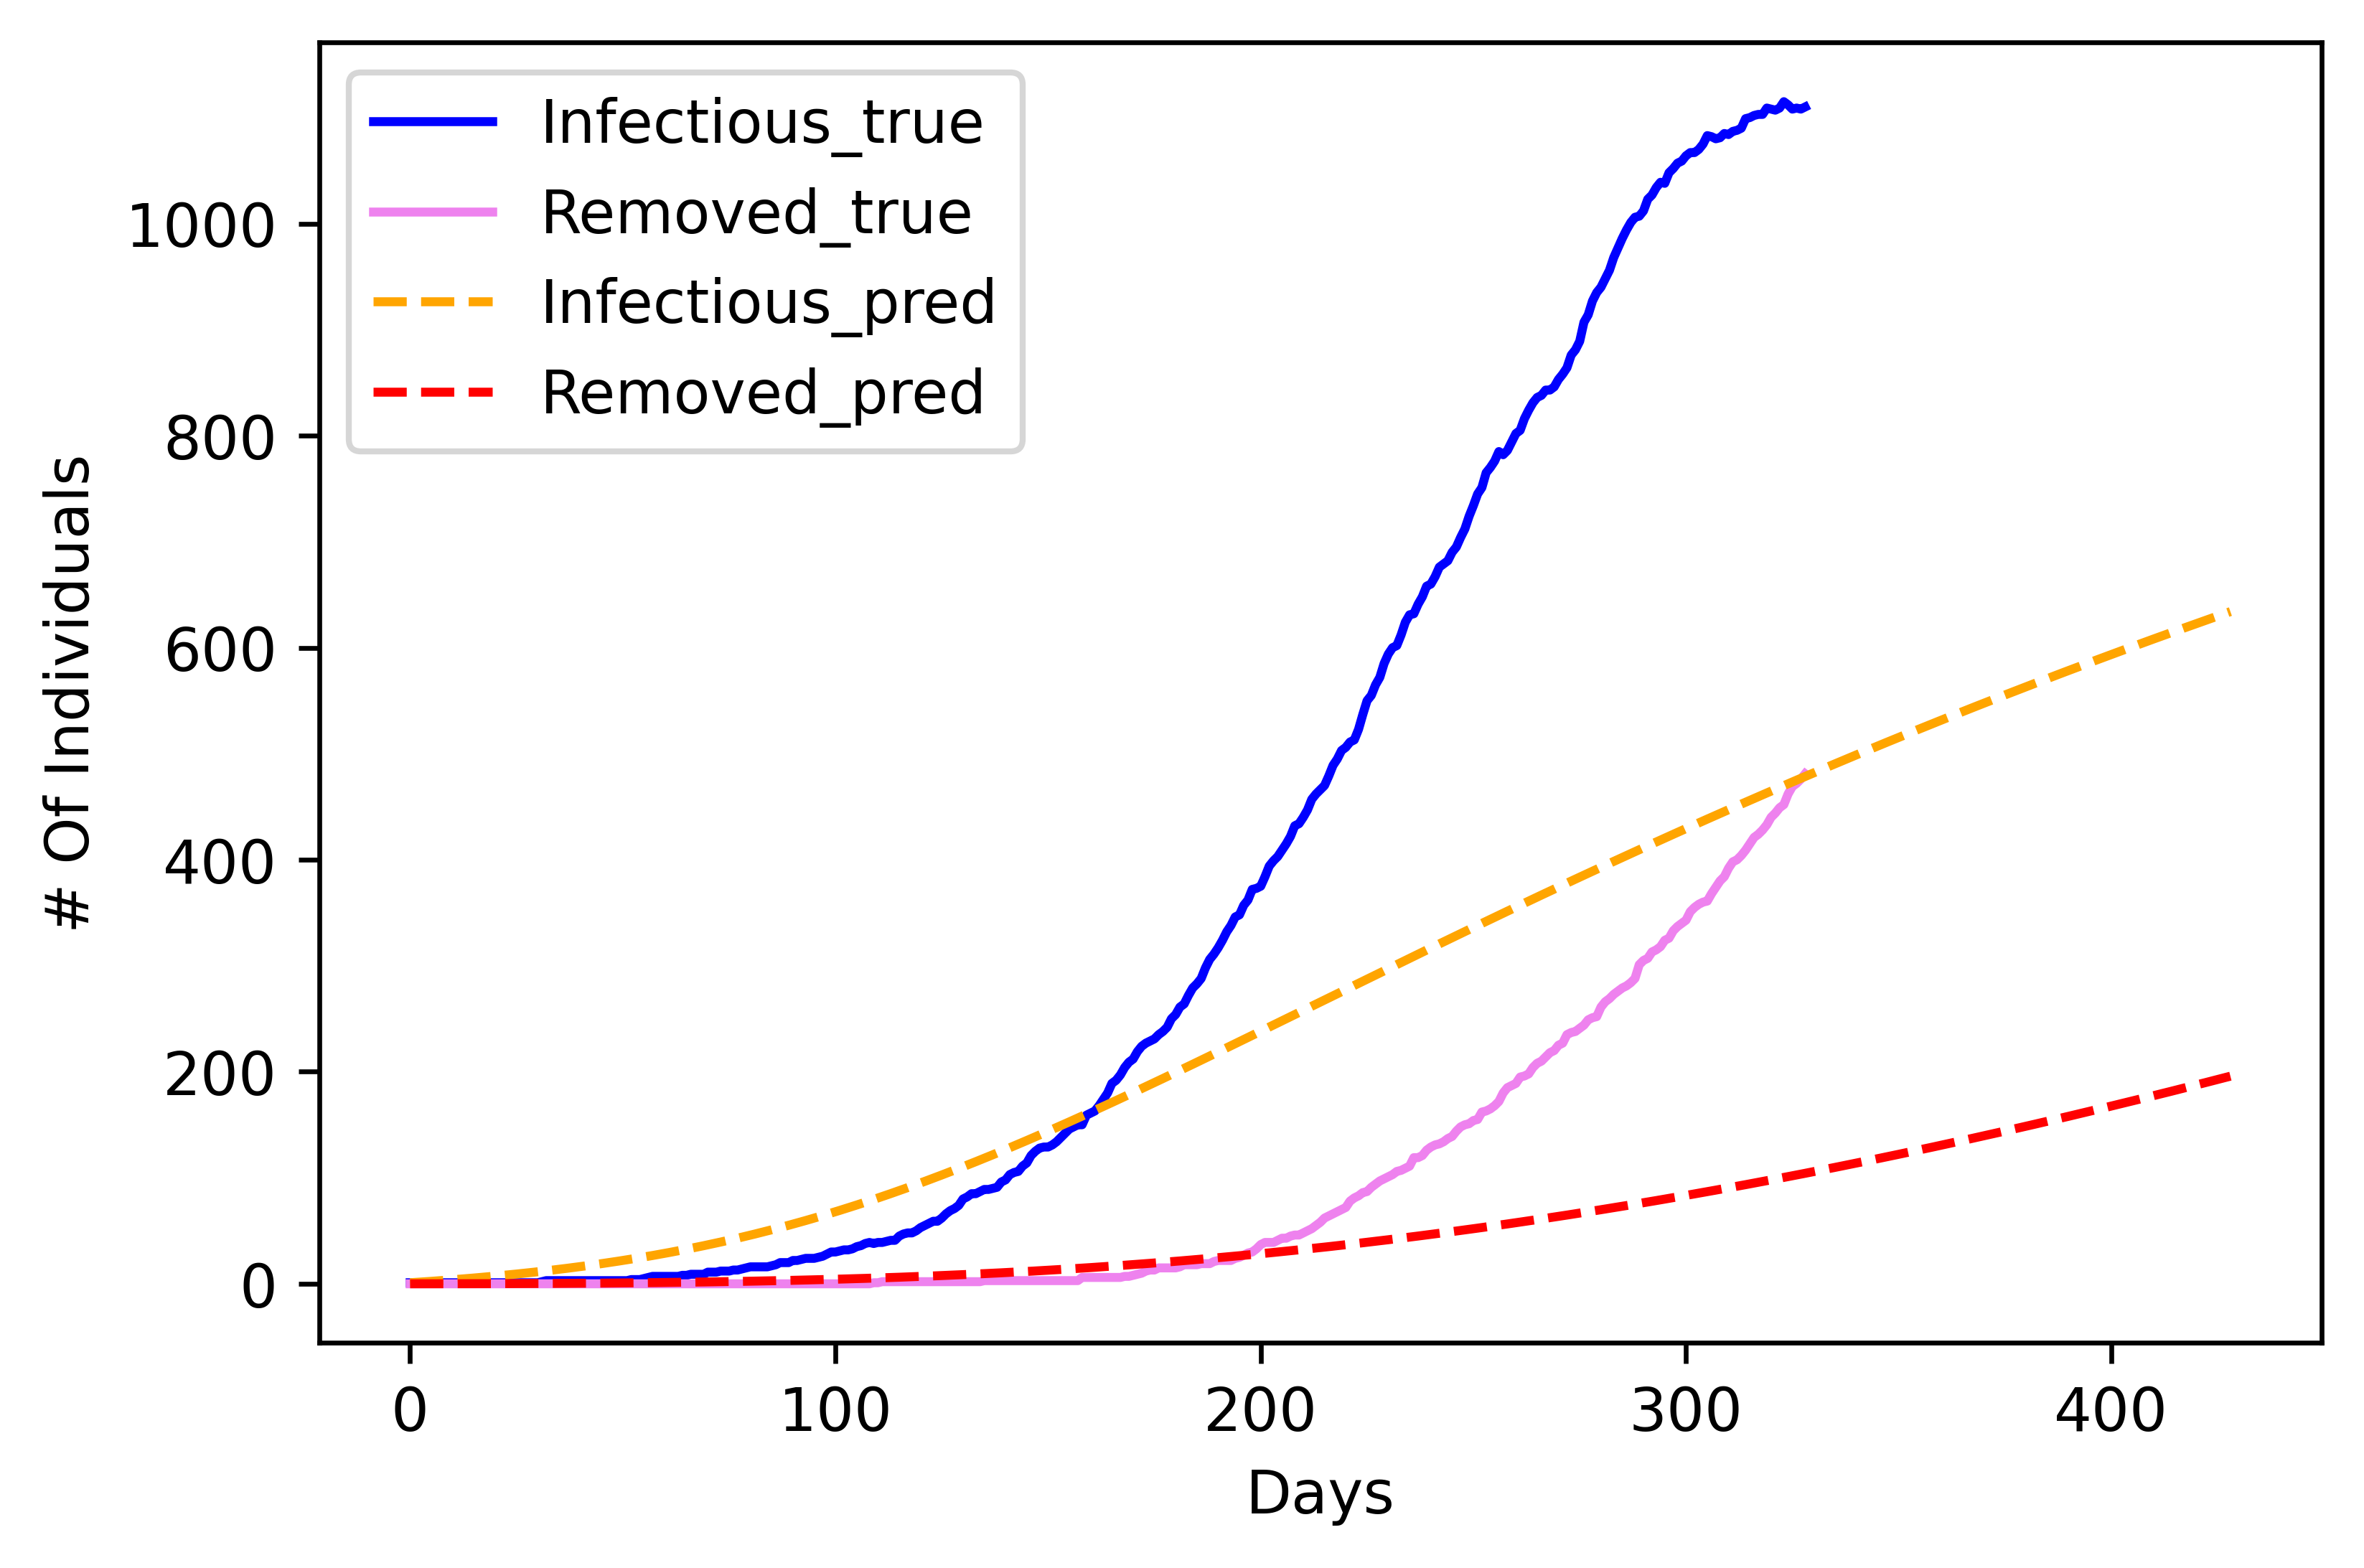 Infectious_true
Removed_true
Infectious_pred
Removed_pred
1000
800
600
400
200
0
# Of Individuals
0 100 200 300 400
Days